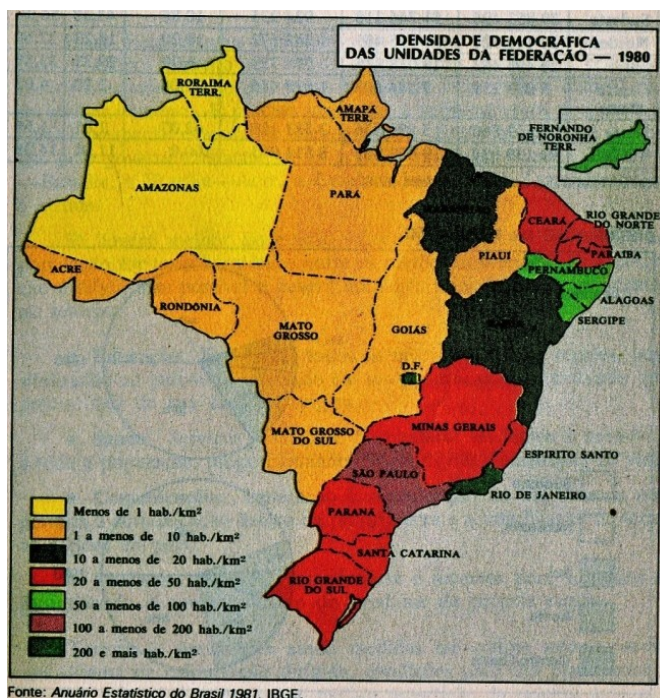 DENSIDADE DEMOGRÁFICA
DAS UNIDADES DA FEDERAÇÃO — 1980
RORAIMA
TERR.
AMAPÁ
TERR.
FERNANDO
DE NORONHA
TERR.
AMAZONAS
PARÁ
CEARÁ
RIO GRANDE
DO NORTE
PARAIBA
PIAUI
PERNAMBUCO
ACRE
ALAGOAS
RONDÔNIA
SERGIPE
MATO
GROSSO
GOIÁS
D.F.
MATO GROSSO
DO SUL
MINAS GERAIS
ESPIRITO SANTO
SÃO PAULO
RIO DE JANEIRO
PARANÁ
SANTA CATARINA
RIO GRANDE
DO SUL
Menos de 1 hab./km²
1 a menos de 10 hab./km²
10 a menos de 20 hab./km²
20 a menos de 50 hab./km²
50 a menos de 100 hab./km²
100 a menos de 200 hab./km²
200 e mais hab./km²
Fonte: Anuário Estatístico do Brasil 1981, IBGE.